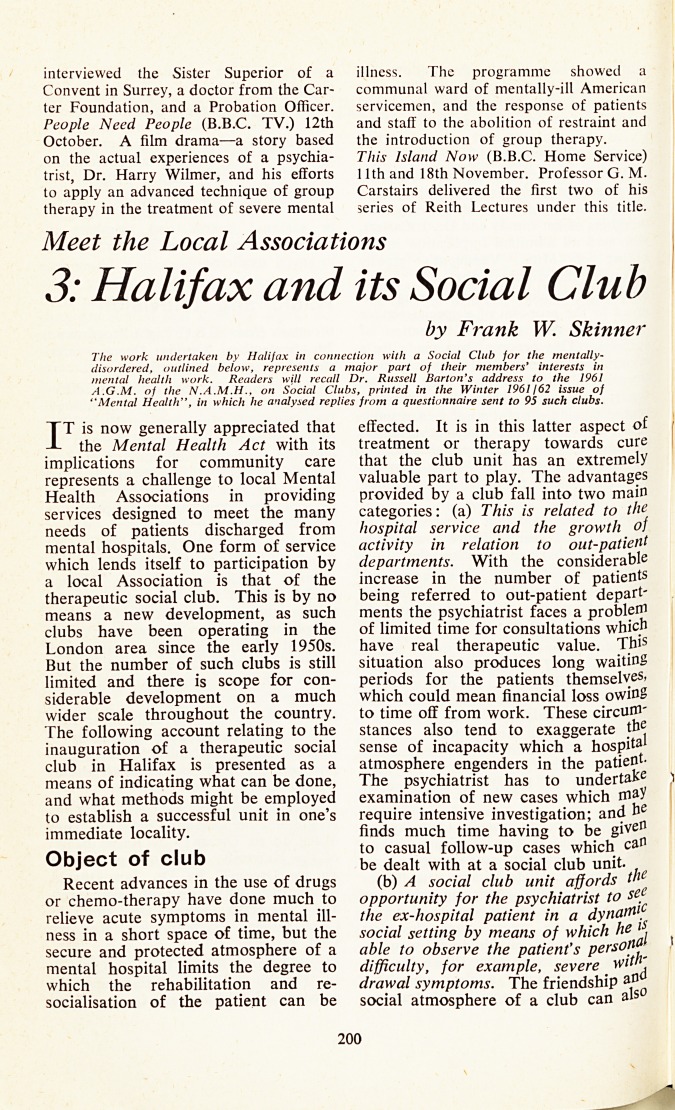 interviewed the Sister Superior of a
Convent in Surrey, a doctor from the Car-
ter Foundation, and a Probation Officer.
People Need People (B.B.C. TV.) 12th
October. A film drama—a story based
on the actual experiences of a psychia-
trist, Dr. Harry Wilmer, and his efforts
to apply an advanced technique of group
therapy in the treatment of severe mental
illness. The programme showed a
communal ward of mentally-ill American
servicemen, and the response of patients
and staff to the abolition of restraint and
the introduction of group therapy.
This Island Now (B.B.C. Home Service)
11th and 18th November. Professor G. M.
Carstairs delivered the first two of his
series of Reith Lectures under this title.
Meet the Local Associations
3: Halifax and its Social Club
by Frank W. Skinner
The work undertaken by Halifax in connection with a Social Club for the mentally-
disordered, outlined below, represents a major part of their members' interests in
mental health work. Readers will recall Dr. Russell Barton's address to the 1961
A.G.M. of the N.A.M.H., on Social Clubs, printed in the Winter 1961/62 issue of
"Mental Health", in which he analysed replies from a questionnaire sent to 95 such clubs.
IT is now generally appreciated that
the Mental Health Act with its
implications for community care
represents a challenge to local Mental
Health Associations in providing
services designed to meet the many
needs of patients discharged from
mental hospitals. One form of service
which lends itself to participation by
a local Association is that of the
therapeutic social club. This is by no
means a new development, as such
clubs have been operating in the
London area since the early 1950s.
But the number of such clubs is still
limited and there is scope for con-
siderable development on a much
wider scale throughout the country.
The following account relating to the
inauguration of a therapeutic social
club in Halifax is presented as a
means of indicating what can be done,
and what methods might be employed
to establish a successful unit in one's
immediate locality.
Object of club
Recent advances in the use of drugs
or chemo-therapy have done much to
relieve acute symptoms in mental ill-
ness in a short space of time, but the
secure and protected atmosphere of a
mental hospital limits the degree to
which the rehabilitation and re-
socialisation of the patient can be
effected. It is in this latter aspect of
treatment or therapy towards cure
that the club unit has an extremely
valuable part to play. The advantages
provided by a club fall into two main
categories: (a) This is related to the
hospital service and the growth of
activity in relation to out-patient
departments. With the considerable
increase in the number of patients
being referred to out-patient depart-
ments the psychiatrist faces a problem
of limited time for consultations which
have real therapeutic value. This
situation also produces long waiting
periods for the patients themselves,
which could mean financial loss owing
to time off from work. These circum-
stances also tend to exaggerate the
sense of incapacity which a hospital
atmosphere engenders in the patient.
The psychiatrist has to undertake
examination of new cases which may
require intensive investigation; and he
finds much time having to be given
to casual follow-up cases which can
be dealt with at a social club unit.
(b) A social club unit affords the
opportunity for the psychiatrist to see
the ex-hospital patient in a dynamic
social setting by means of which he is
able to observe the patient's personal
difficulty, for example, severe with-
drawal symptoms. The friendship and
social atmosphere of a club can also
200